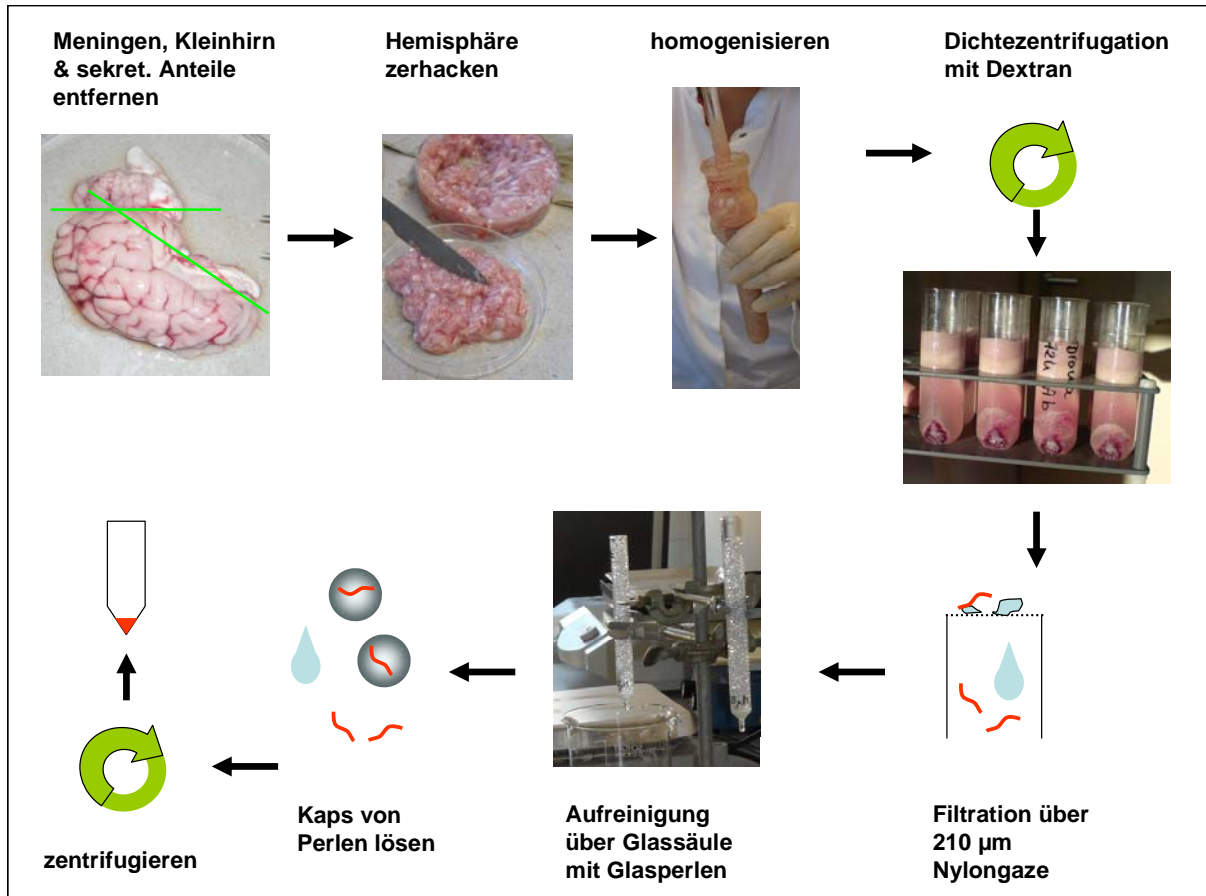 Meningen, Kleinhirn
& sekret. Anteile
entfernen
Hemisphäre
zerhacken
homogenisieren
Dichtezentrifugation
mit Dextran
Filtration über
210 µm
Nylongaze
Aufreinigung
über Glassäule
mit Glasperlen
Kaps von
Perlen lösen
zentrifugieren